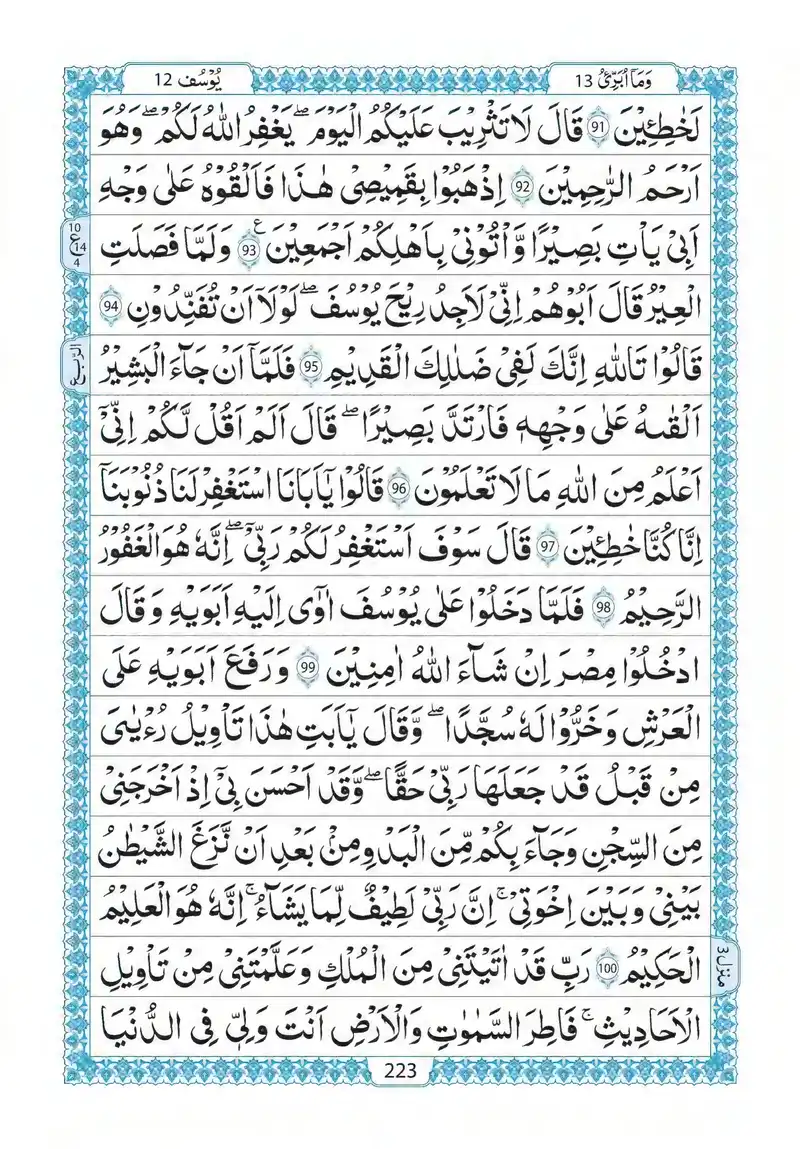 وَمَاۤ اُبَرِّئُ 13
یُوْسُف 12
لَخٰطِـِٕیْنَ 91 قَالَ لَا تَثْرِیْبَ عَلَیْكُمُ الْیَوْمَ ؕ یَغْفِرُ اللّٰهُ لَكُمْ ؗ وَهُوَ
اَرْحَمُ الرّٰحِمِیْنَ 92 اِذْهَبُوْا بِقَمِیْصِیْ هٰذَا فَاَلْقُوْهُ عَلٰی وَجْهِ
اَبِیْ یَاْتِ بَصِیْرًا وَّاْتُوْنِیْ بِاَهْلِكُمْ اَجْمَعِیْنَ 93 وَلَمَّا فَصَلَتِ
10
ع 14
4
الْعِیْرُ قَالَ اَبُوْهُمْ اِنِّیْ لَاَجِدُ رِیْحَ یُوْسُفَ ۖ لَوْلَاۤ اَنْ تُفَنِّدُوْنِ 94
قَالُوْا تَاللّٰهِ اِنَّكَ لَفِیْ ضَلٰلِكَ الْقَدِیْمِ 95 فَلَمَّاۤ اَنْ جَآءَ الْبَشِیْرُ
الربع
اَلْقٰىهُ عَلٰی وَجْهِهٖ فَارْتَدَّ بَصِیْرًا ۖ قَالَ اَلَمْ اَقُلْ لَّكُمْ اِنِّیْۤ
اَعْلَمُ مِنَ اللّٰهِ مَا لَا تَعْلَمُوْنَ 96 قَالُوْا یٰۤاَبَانَا اسْتَغْفِرْ لَنَا ذُنُوْبَنَاۤ
اِنَّا كُنَّا خٰطِـِٕیْنَ 97 قَالَ سَوْفَ اَسْتَغْفِرُ لَكُمْ رَبِّیْ ۖ اِنَّهٗ هُوَ الْغَفُوْرُ
الرَّحِیْمُ 98 فَلَمَّا دَخَلُوْا عَلٰی یُوْسُفَ اٰوٰۤی اِلَیْهِ اَبَوَیْهِ وَقَالَ
ادْخُلُوْا مِصْرَ اِنْ شَآءَ اللّٰهُ اٰمِنِیْنَ 99 وَرَفَعَ اَبَوَیْهِ عَلَی
الْعَرْشِ وَخَرُّوْا لَهٗ سُجَّدًا ۖ وَقَالَ یٰۤاَبَتِ هٰذَا تَاْوِیْلُ رُءْیَایَ
مِنْ قَبْلُ قَدْ جَعَلَهَا رَبِّیْ حَقًّا ۖ وَقَدْ اَحْسَنَ بِیْۤ اِذْ اَخْرَجَنِیْ
مِنَ السِّجْنِ وَجَآءَ بِكُمْ مِّنَ الْبَدْوِ مِنْۢ بَعْدِ اَنْ نَّزَغَ الشَّیْطٰنُ
بَیْنِیْ وَبَیْنَ اِخْوَتِیْ ۚ اِنَّ رَبِّیْ لَطِیْفٌ لِّمَا یَشَآءُ ۚ اِنَّهٗ هُوَ الْعَلِیْمُ
الْحَكِیْمُ 100 رَبِّ قَدْ اٰتَیْتَنِیْ مِنَ الْمُلْكِ وَعَلَّمْتَنِیْ مِنْ تَاْوِیْلِ
منزل 3
الْاَحَادِیْثِ ۚ فَاطِرَ السَّمٰوٰتِ وَالْاَرْضِ اَنْتَ وَلِیّٖ فِی الدُّنْیَا
223